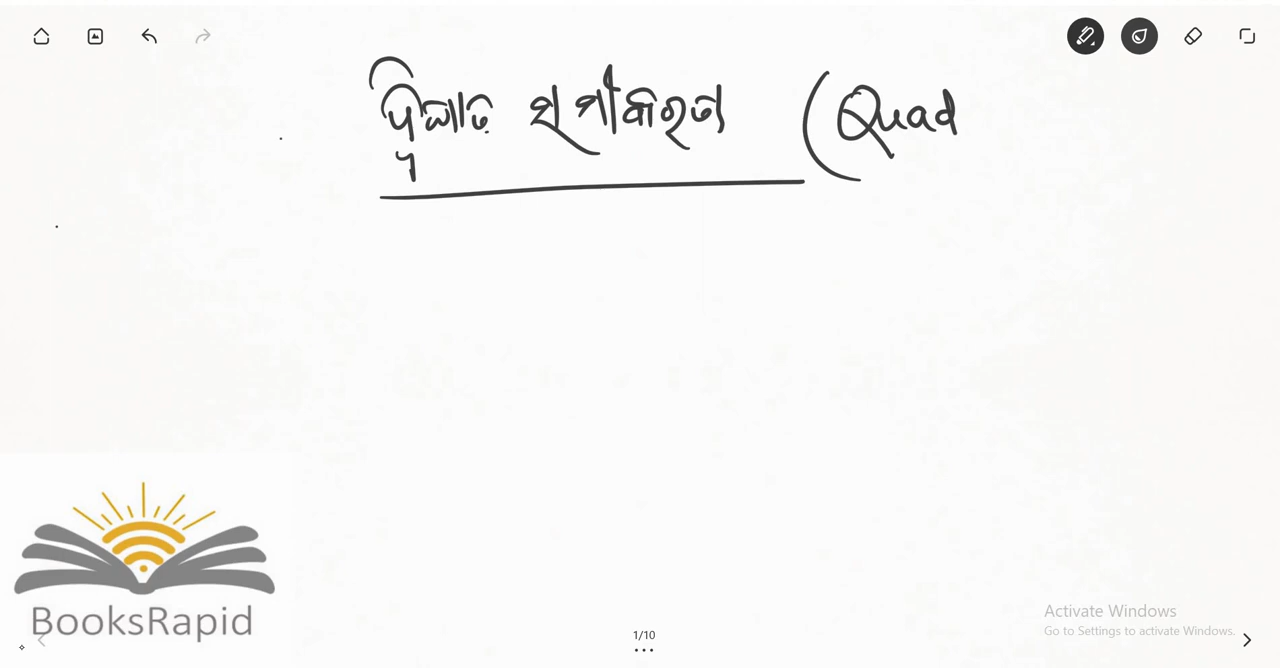 ଦ୍ଵିଘାତ ସମୀକରଣ (Quad
BooksRapid
1/10
Activate Windows
Go to Settings to activate Windows.